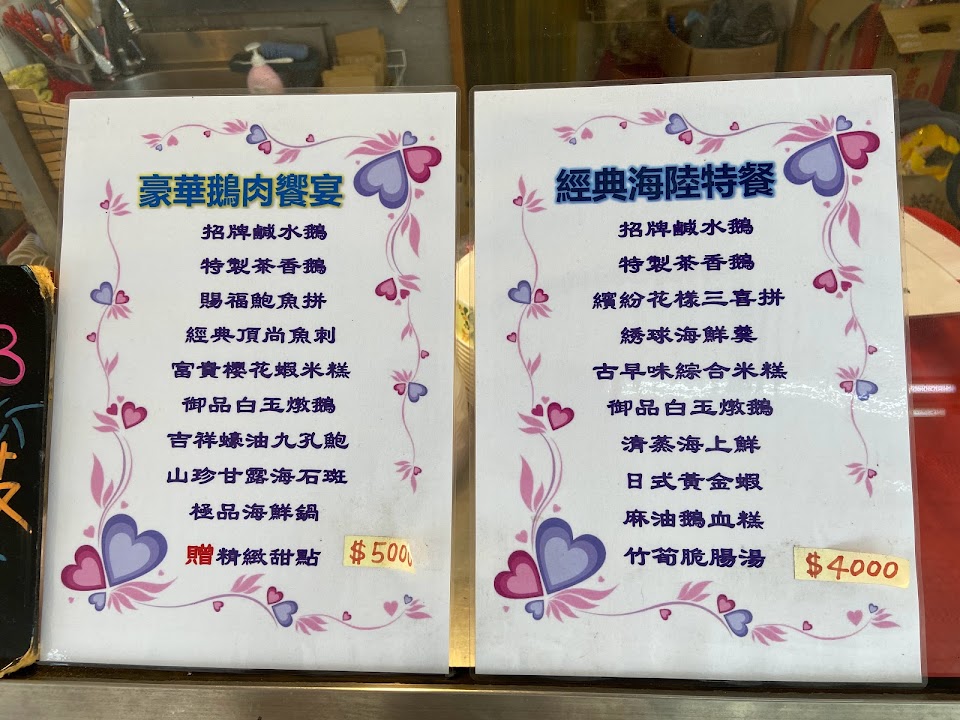 豪華鵝肉饗宴
招牌鹹水鵝
特製茶香鵝
賜福鮑魚拼
經典頂尚魚刺
富貴櫻花蝦米糕
御品白玉燉鵝
吉祥蠔油九孔鮑
山珍甘露海石斑
極品海鮮鍋
贈精緻甜點
$5000
經典海陸特餐
招牌鹹水鵝
特製茶香鵝
繽紛花樣三喜拼
綉球海鮮羹
古早味綜合米糕
御品白玉燉鵝
清蒸海上鮮
日式黃金蝦
麻油鵝血糕
竹筍脆腸湯
$4000